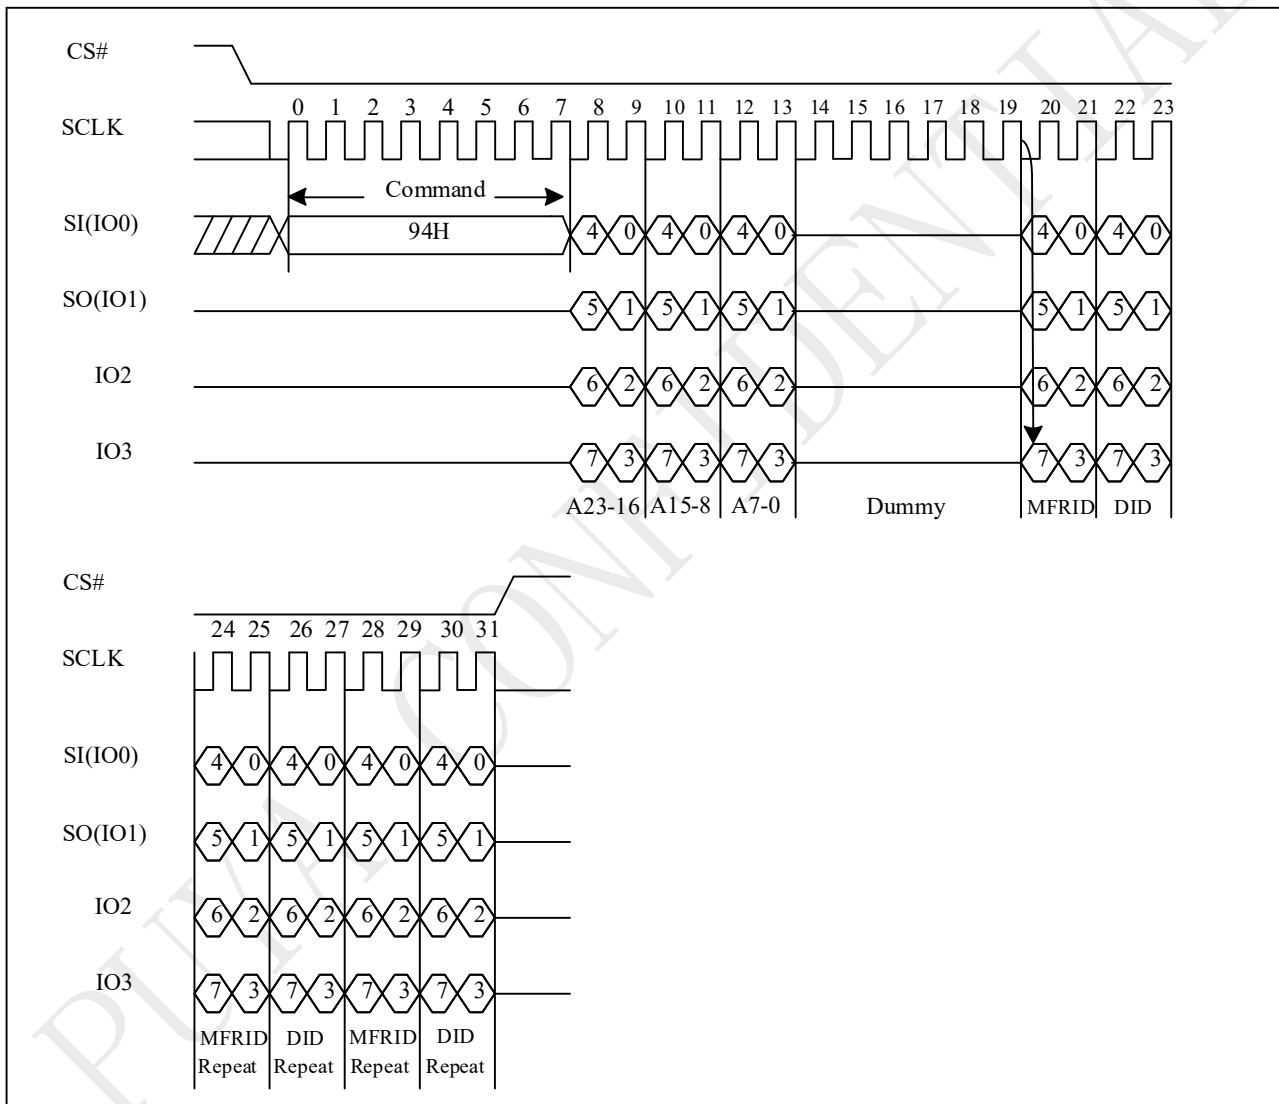 CS#
0 1 2 3 4 5 6 7 8 9 10 11 12 13 14 15 16 17 18 19 20 21 22 23
SCLK
Command
SI(IO0) 94H 4 0 4 0 4 0 4 0 4 0
SO(IO1) 5 1 5 1 5 1 5 1 5 1
IO2 6 2 6 2 6 2 6 2 6 2
IO3 7 3 7 3 7 3 7 3 7 3
A23-16 A15-8 A7-0 Dummy MFRID DID
CS#
24 25 26 27 28 29 30 31
SCLK
SI(IO0) 4 0 4 0 4 0 4 0
SO(IO1) 5 1 5 1 5 1 5 1
IO2 6 2 6 2 6 2 6 2
IO3 7 3 7 3 7 3 7 3
MFRID DID MFRID DID
Repeat Repeat Repeat Repeat
PUYA CONFIDENTIAL